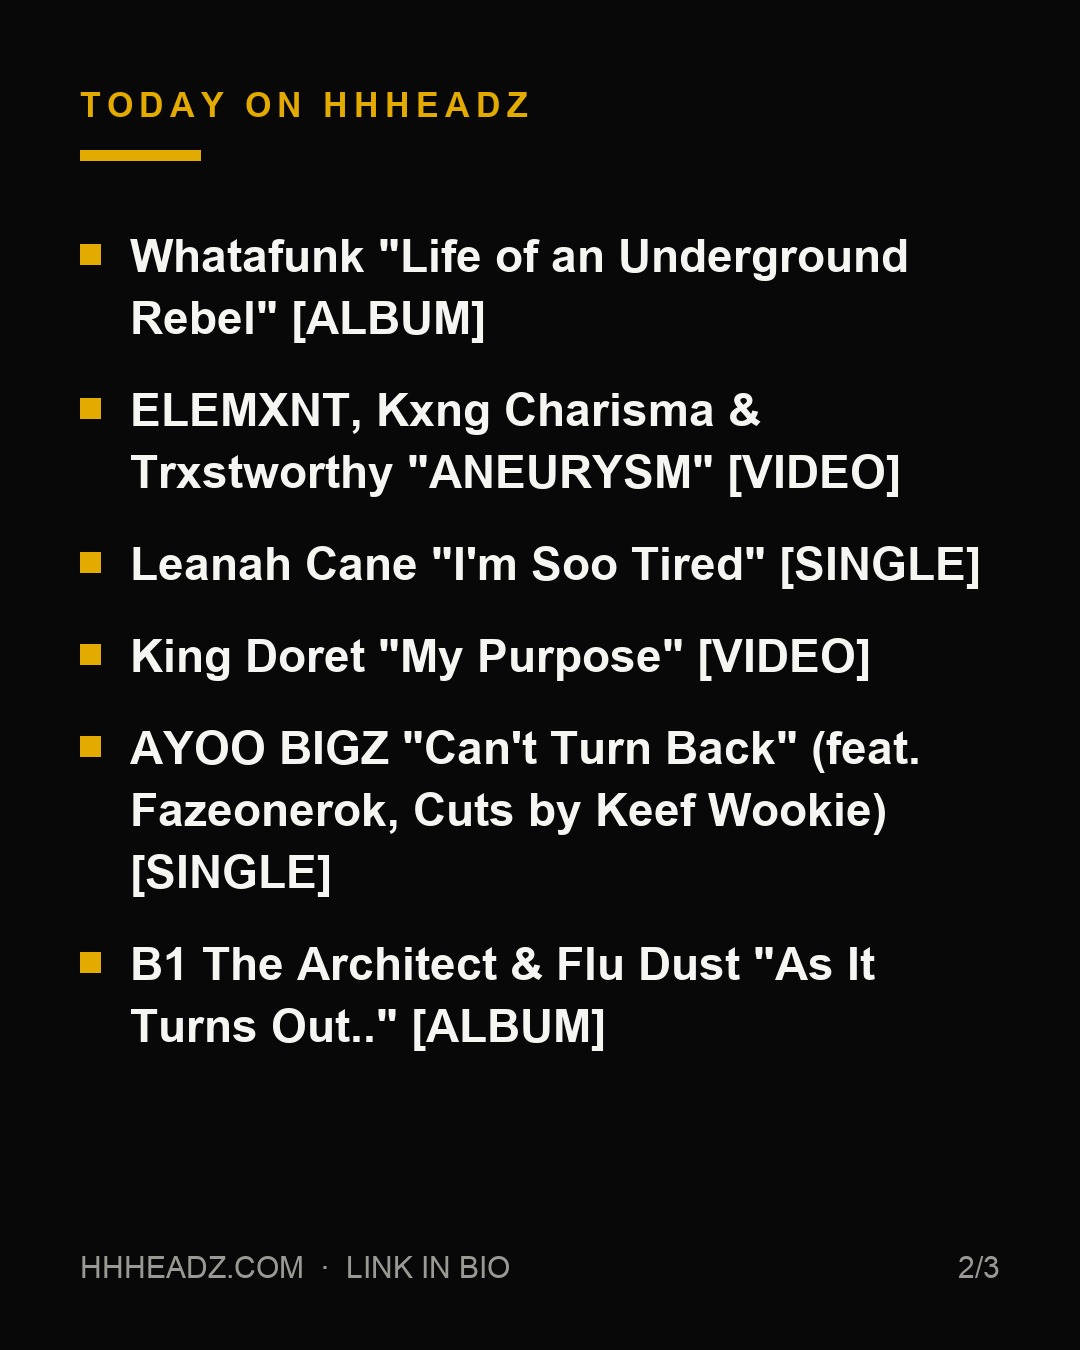 TODAY ON HHHEADZ
Whatafunk "Life of an Underground
Rebel" [ALBUM]
ELEMXNT, Kxng Charisma &
Trxstworthy "ANEURYSM" [VIDEO]
Leanah Cane "I'm Soo Tired" [SINGLE]
King Doret "My Purpose" [VIDEO]
AYOO BIGZ "Can't Turn Back" (feat.
Fazeonerok, Cuts by Keef Wookie)
[SINGLE]
B1 The Architect & Flu Dust "As It
Turns Out.." [ALBUM]
HHHEADZ.COM · LINK IN BIO 2/3